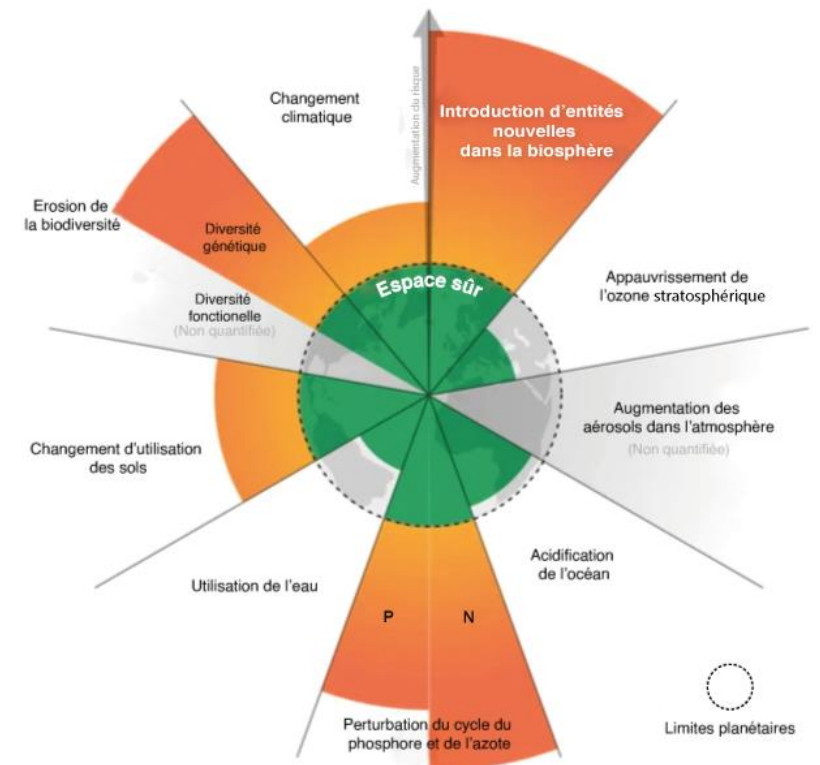 Changement
climatique
Augmentation du risque
Introduction d'entités
nouvelles
dans la biosphère
Erosion de
la biodiversité
Diversité
génétique
Diversité
fonctionelle
(Non quantifiée)
Espace sûr
Appauvrissement de
l'ozone stratosphérique
Augmentation des
aérosols dans l'atmosphère
(Non quantifiée)
Changement d'utilisation
des sols
Utilisation de l'eau
Acidification
de l'océan
P
N
Perturbation du cycle du
phosphore et de l'azote
Limites planétaires